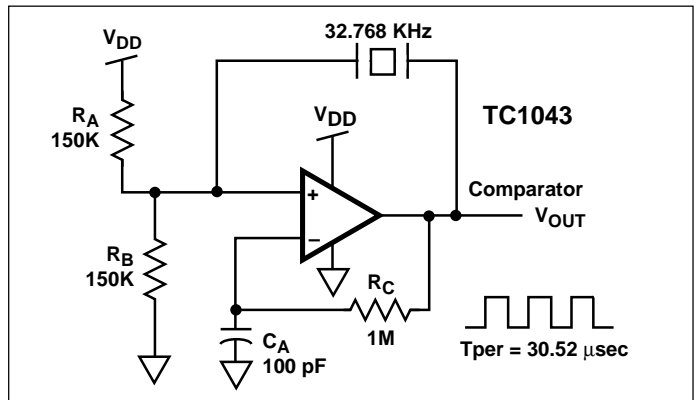 32.768 KHz
VDD
VDD
TC1043
RA
150K
+
Comparator
VOUT
−
RB
150K
RC
1M
CA
100 pF
Tper = 30.52 µsec